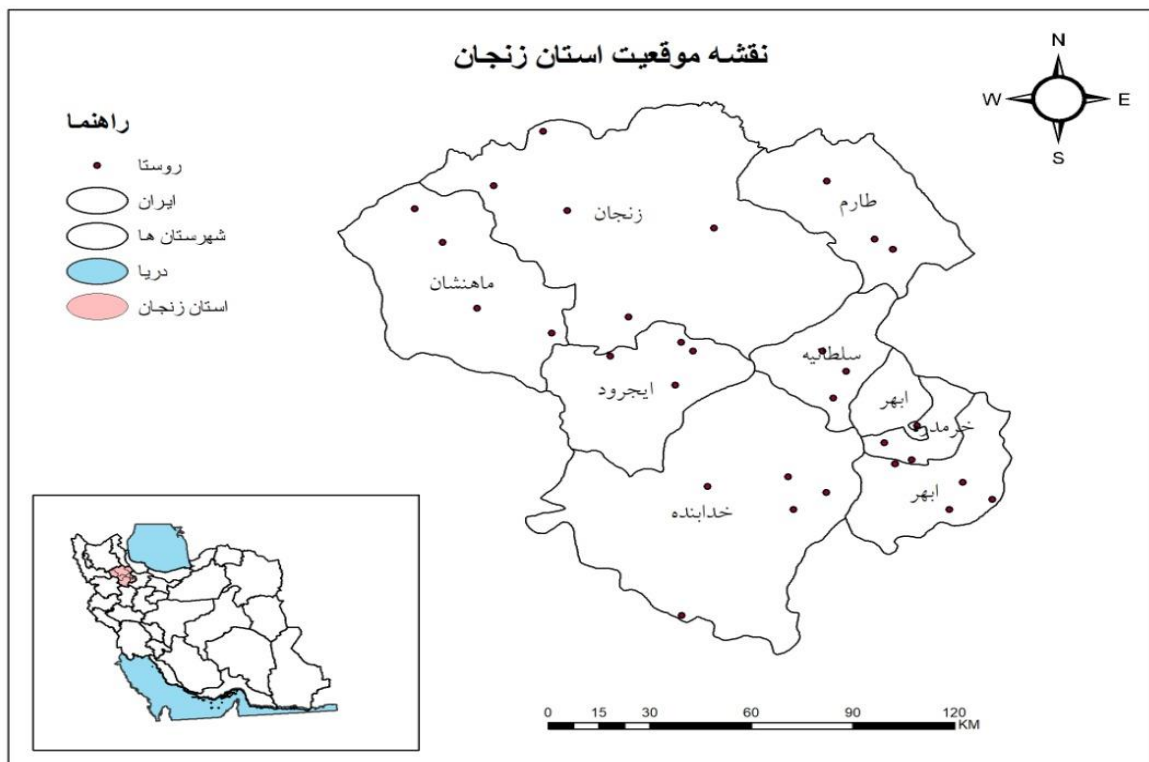 نقشه موقعیت استان زنجان
N
W
E
S
راهنما
روستا
ایران
شهرستان ها
دریا
استان زنجان
طارم
زنجان
ماهنشان
سلطانیه
ایجرود
ابهر
خرمدره
ابهر
خدابنده
0 15 30 60 90 120
KM